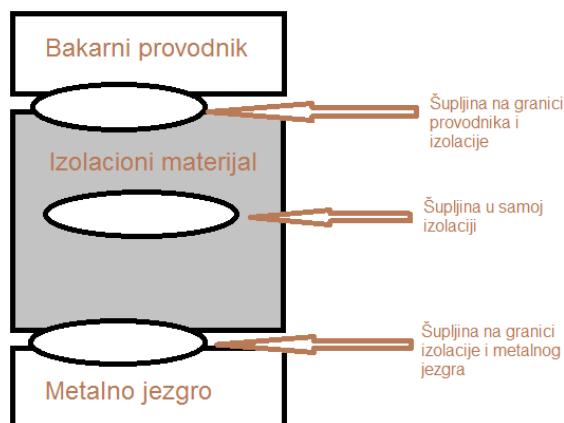 Bakarni provodnik
Šupljina na granici
provodnika i
izolacije
Izolacioni materijal
Šupljina u samoj
izolaciji
Šupljina na granici
izolacije i metalnog
jezgra
Metalno jezgro